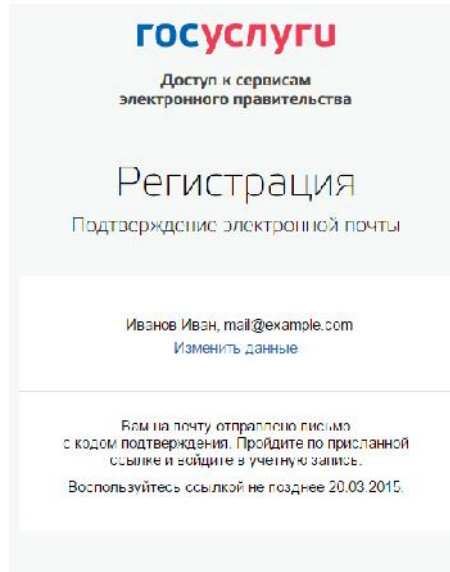 госуслуги
Доступ к сервисам
электронного правительства
Регистрация
Подтверждение электронной почты
Иванов Иван, mail@example.com
Изменить данные
Вам на почту отправлено письмо
с кодом подтверждения. Пройдите по присланной
ссылке и войдите в учетную запись.
Воспользуйтесь ссылкой не позднее 20.03.2015.